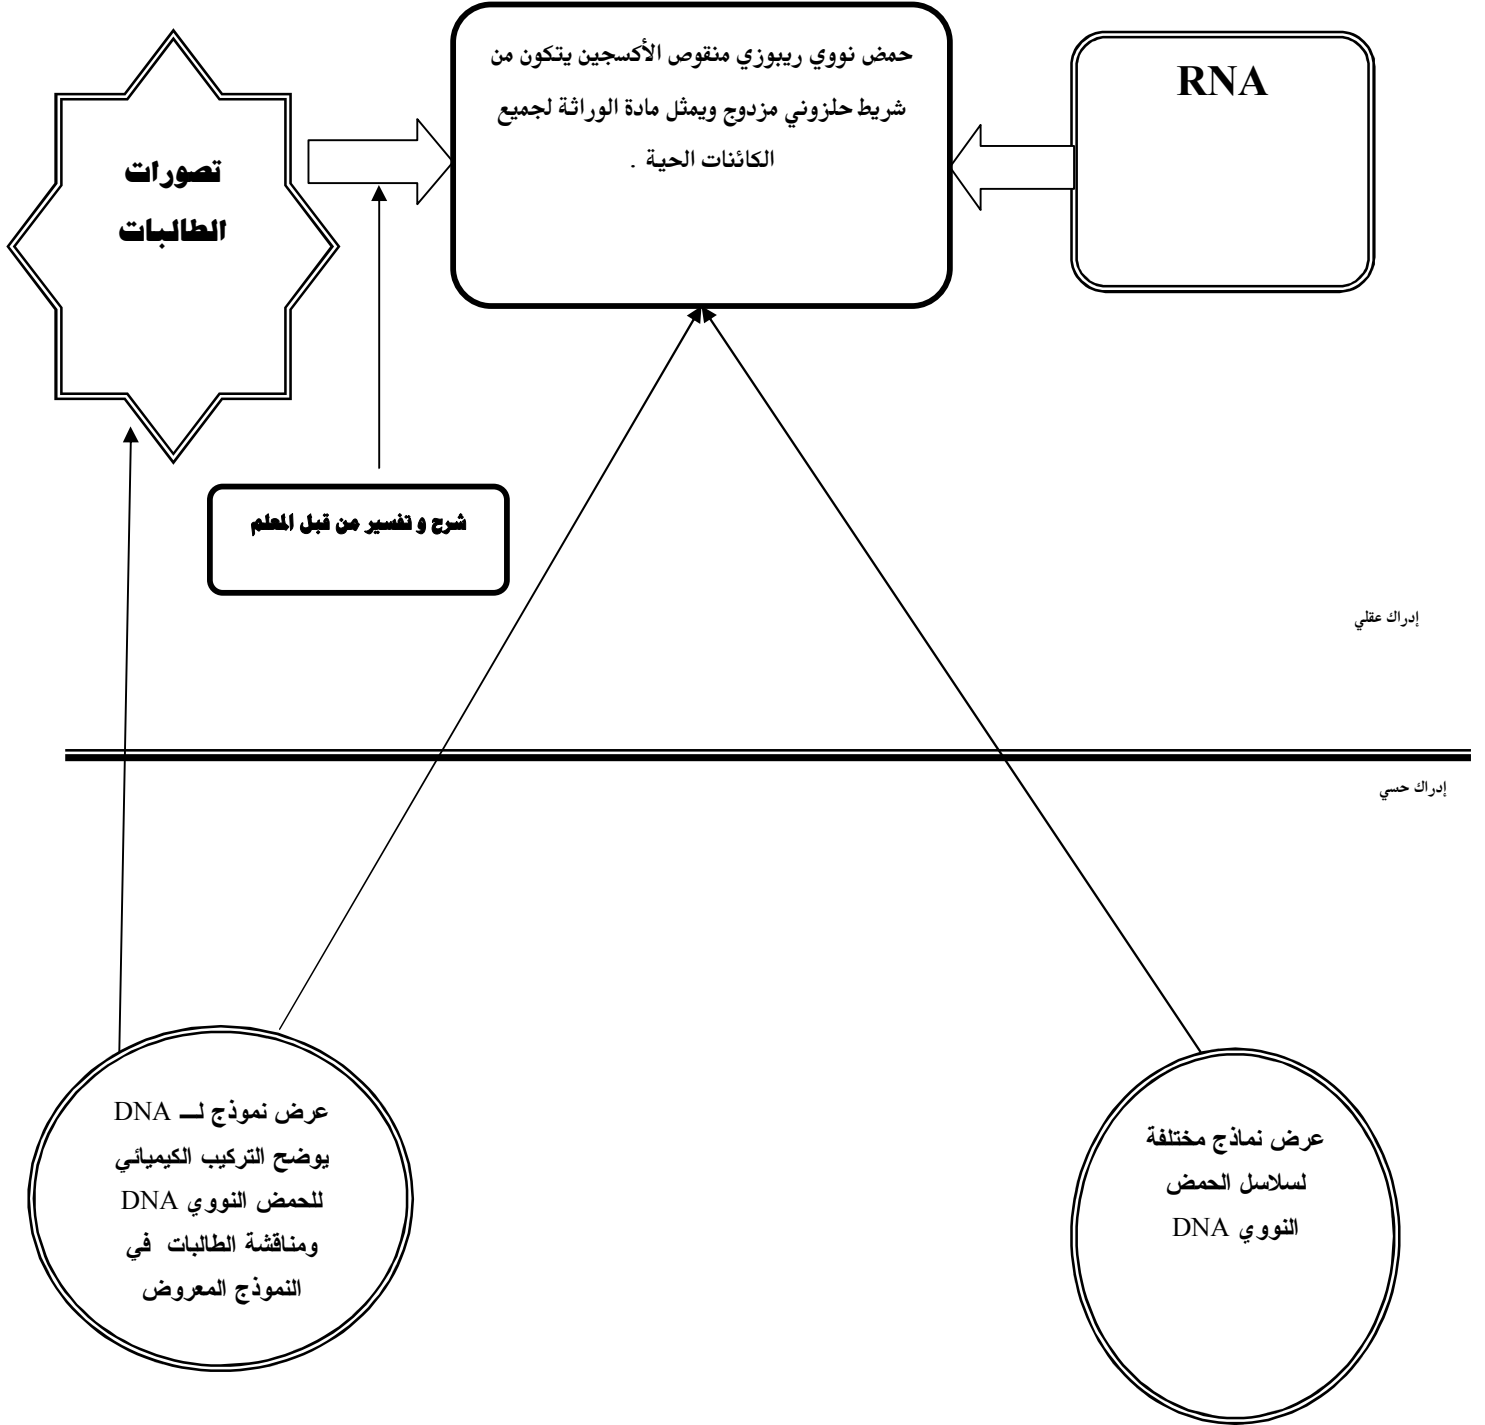 RNA
حمض نووي ريبوزي منقوص الأكسجين يتكون من
شريط حلزوني مزدوج ويمثل مادة الوراثة لجميع
الكائنات الحية .
تصورات
الطالبات
شرح و تفسير من قبل المعلم
إدراك عقلي
إدراك حسي
عرض نماذج مختلفة
لسلاسل الحمض
النووي DNA
عرض نموذج لـــ DNA
يوضح التركيب الكيميائي
للحمض النووي DNA
ومناقشة الطالبات في
النموذج المعروض